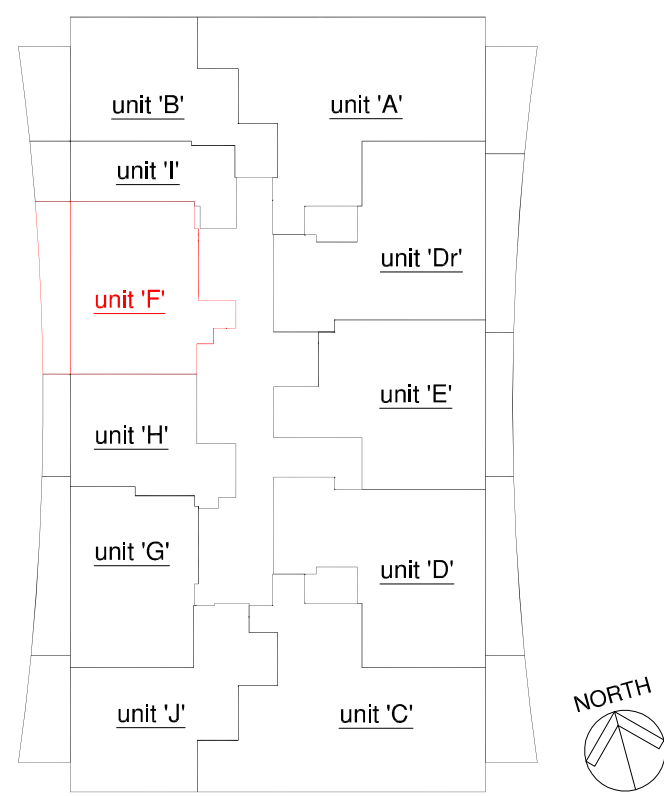 unit 'B'
unit 'A'
unit 'I'
unit 'Dr'
unit 'F'
unit 'E'
unit 'H'
unit 'G'
unit 'D'
unit 'J'
unit 'C'
NORTH